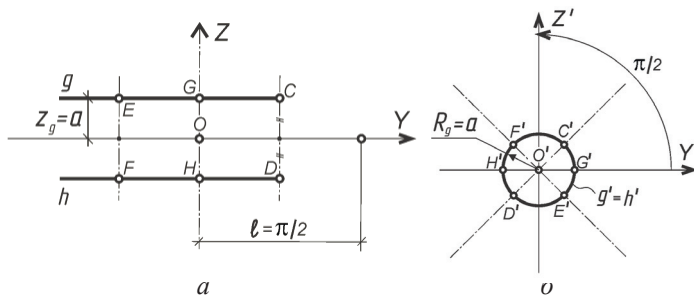 Z
g
G
C
E
Z_g=a
O
Y
F
H
D
h
ℓ=π/2
a
Z'
π/2
R_g=a
F'
C'
O'
H'
G'
Y'
D'
E'
g'=h'
б